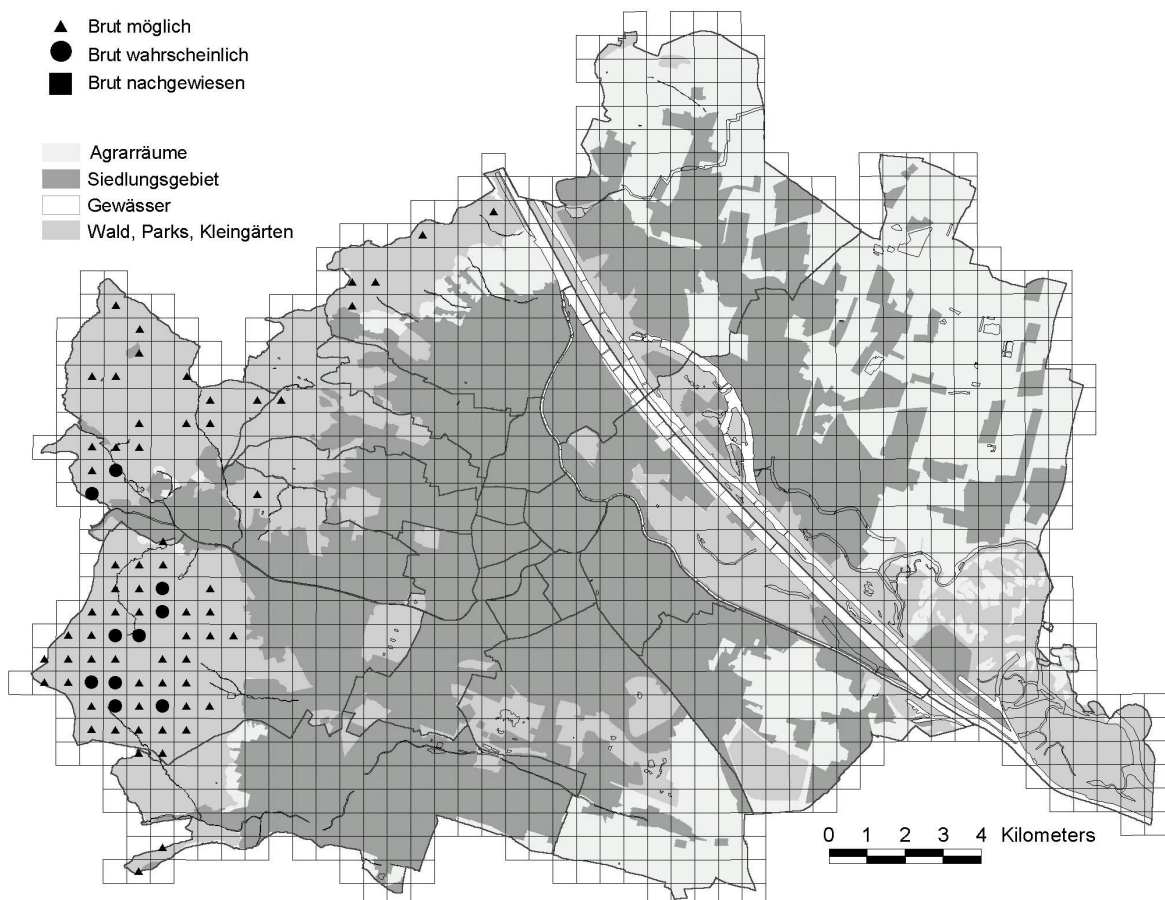 Brut möglich
Brut wahrscheinlich
Brut nachgewiesen
Agrarräume
Siedlungsgebiet
Gewässer
Wald, Parks, Kleingärten
0 1 2 3 4 Kilometers